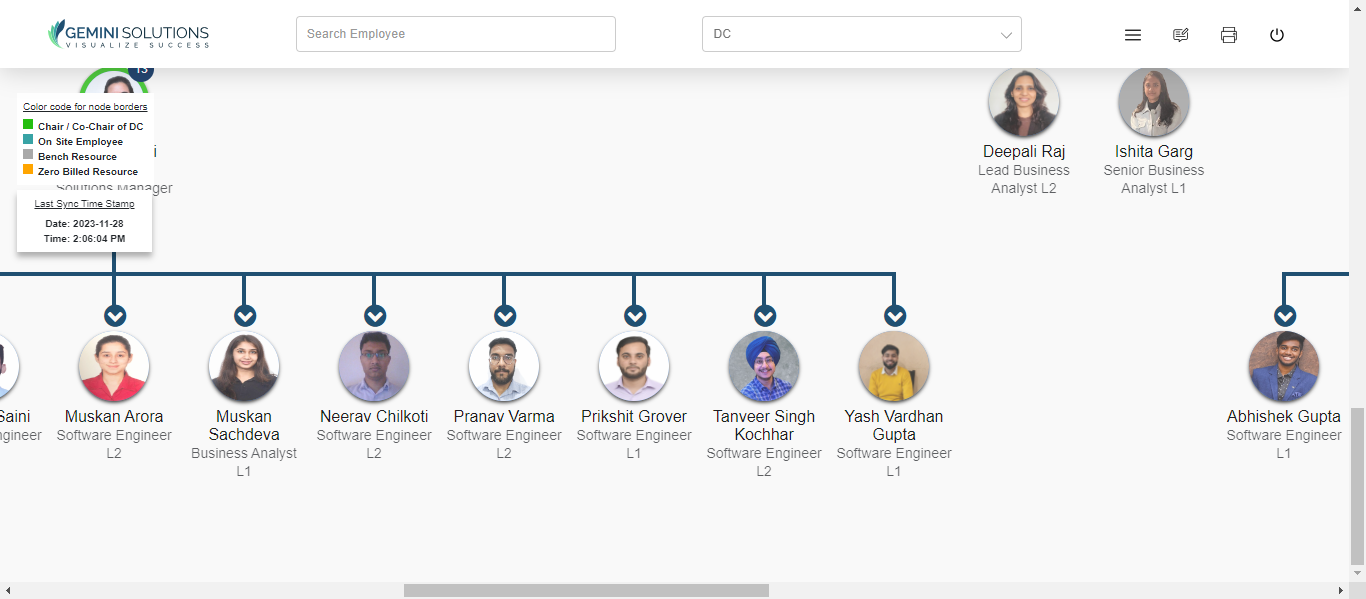 GEMINI SOLUTIONS
VISUALIZE SUCCESS
Search Employee
DC
13
Color code for node borders
Chair / Co-Chair of DC
On Site Employee
Bench Resource
Zero Billed Resource
i
Solutions Manager
Last Sync Time Stamp
Date: 2023-11-28
Time: 2:06:04 PM
Deepali Raj
Lead Business
Analyst L2
Ishita Garg
Senior Business
Analyst L1
Saini
ngineer
Muskan Arora
Software Engineer
L2
Muskan
Sachdeva
Business Analyst
L1
Neerav Chilkoti
Software Engineer
L2
Pranav Varma
Software Engineer
L2
Prikshit Grover
Software Engineer
L1
Tanveer Singh
Kochhar
Software Engineer
L2
Yash Vardhan
Gupta
Software Engineer
L1
Abhishek Gupta
Software Engineer
L1